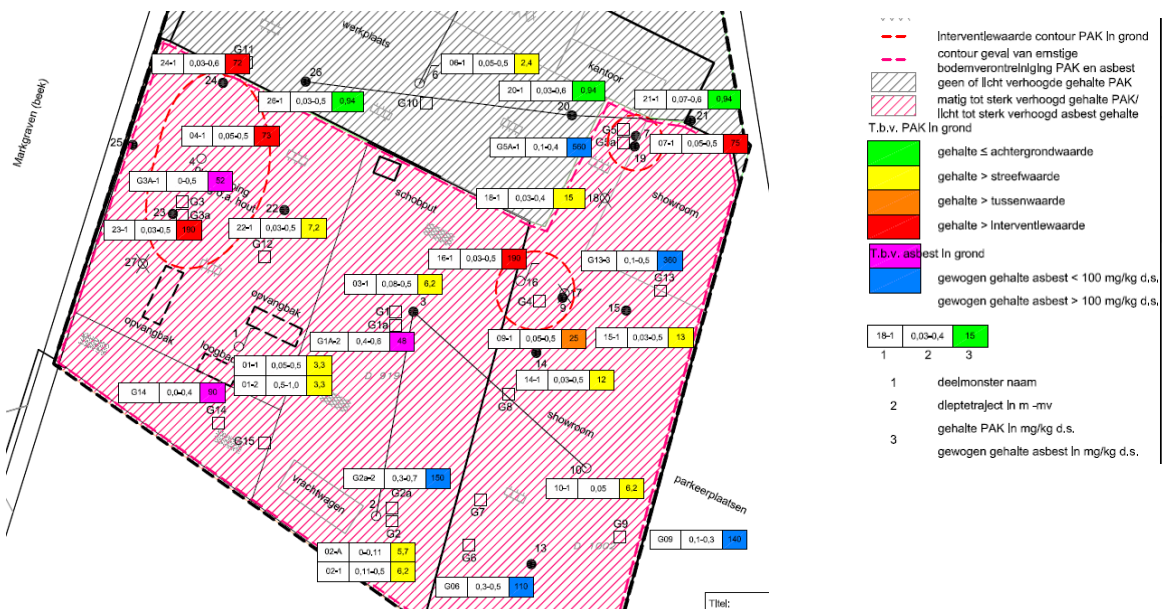 Markgraven (beek)
werkplaats
kantoor
G11
24-1 0,03-0,6 72
24
26
6
06-1 0,05-0,5 2,4
G10
26-1 0,03-0,5 0,94
20-1 0,03-0,6 0,94
20
21-1 0,07-0,6 0,94
21
25
04-1 0,05-0,5 73
4
G5A-1 0,1-0,4 560
G5
G5a
7
19
07-1 0,05-0,5 75
G3A-1 0-0,5 52
o.a. hout
G3
G3a
23
22
schoput
18-1 0,03-0,4 15
18
showroom
23-1 0,03-0,5 100
22-1 0,03-0,5 7,2
G12
27
16-1 0,03-0,5 160
16
17
G4
9
G13-3 0,1-0,5 360
G13
03-1 0,08-0,5 6,2
3
G1
G1a
15
opvangbak
opvangbak
loogbad
1
G1A-2 0,4-0,6 48
09-1 0,05-0,5 25
15-1 0,03-0,5 13
14
01-1 0,05-0,5 3,3
01-2 0,5-1,0 3,3
D 919
14-1 0,03-0,5 12
G14 0,0-0,4 60
G14
G8
showroom
G15
10
10-1 0,05 6,2
G2a-2 0,3-0,7 150
G2a
2
G2
vrachtwagen
G7
parkeerplaatsen
G6
G9
D 1002
G09 0,1-0,3 140
02-A 0-0,11 5,7
02-1 0,11-0,5 6,2
13
G06 0,3-0,5 110
Titel:
Interventiewaarde contour PAK in grond
contour geval van ernstige
bodemverontreiniging PAK en asbest
geen of licht verhoogde gehalte PAK
matig tot sterk verhoogd gehalte PAK/
licht tot sterk verhoogd asbest gehalte
T.b.v. PAK in grond
gehalte ≤ achtergrondwaarde
gehalte > streefwaarde
gehalte > tussenwaarde
gehalte > Interventiewaarde
T.b.v. asbest in grond
gewogen gehalte asbest < 100 mg/kg d.s.
gewogen gehalte asbest > 100 mg/kg d.s.
18-1 0,03-0,4 15
1 2 3
1 deelmonster naam
2 dieptetraject in m -mv
3 gehalte PAK in mg/kg d.s.
gewogen gehalte asbest in mg/kg d.s.